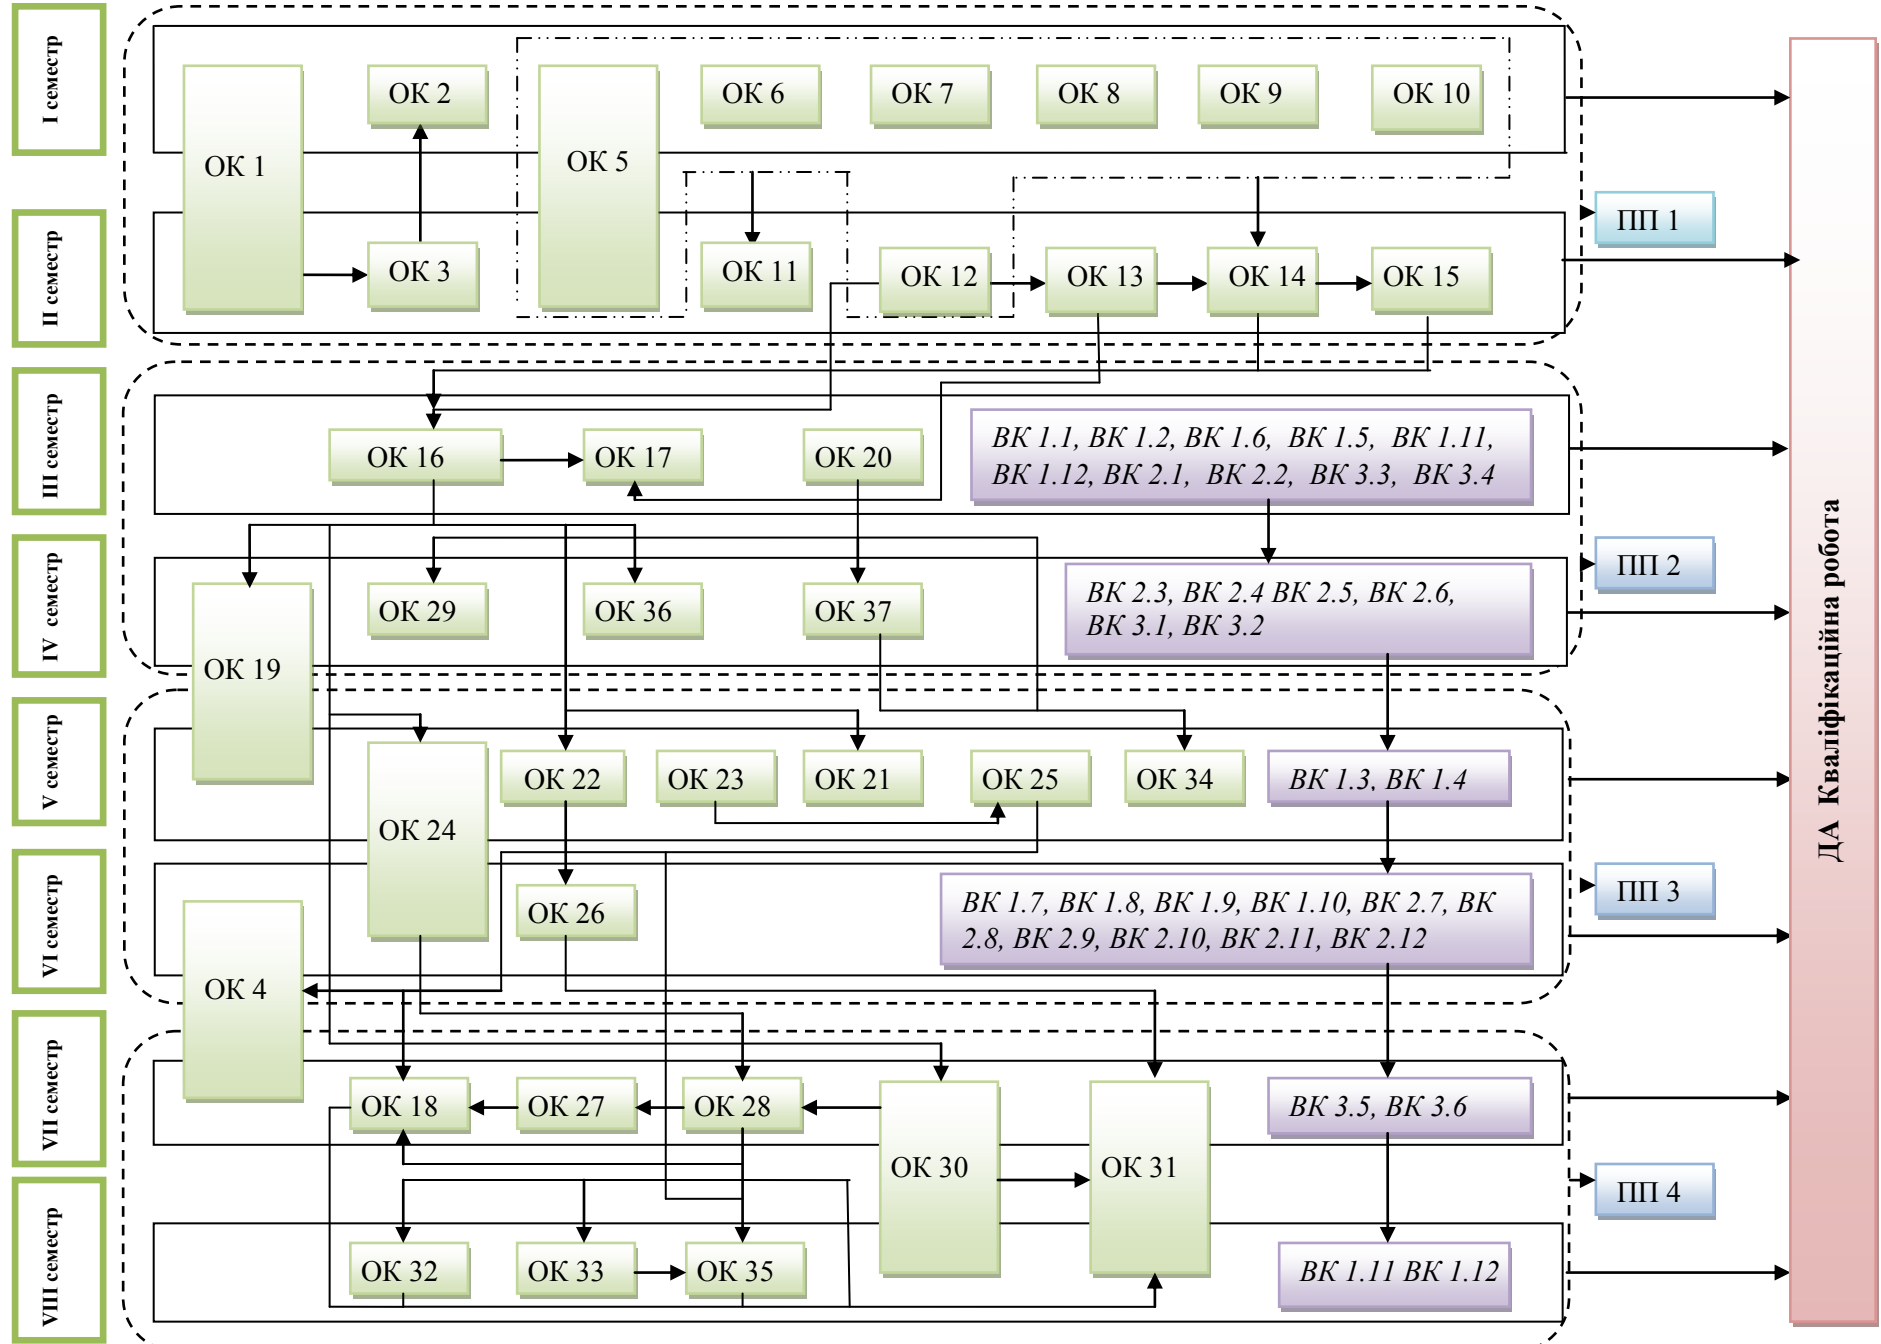 І семестр
ОК 1
ОК 2
ОК 5
ОК 6
ОК 7
ОК 8
ОК 9
ОК 10
ІІ семестр
ОК 3
ОК 11
ОК 12
ОК 13
ОК 14
ОК 15
ПП 1
ІІІ семестр
ОК 16
ОК 17
ОК 20
ВК 1.1, ВК 1.2, ВК 1.6, ВК 1.5, ВК 1.11,
ВК 1.12, ВК 2.1, ВК 2.2, ВК 3.3, ВК 3.4
ІV семестр
ОК 19
ОК 29
ОК 36
ОК 37
ВК 2.3, ВК 2.4 ВК 2.5, ВК 2.6,
ВК 3.1, ВК 3.2
ПП 2
V семестр
ОК 24
ОК 22
ОК 23
ОК 21
ОК 25
ОК 34
ВК 1.3, ВК 1.4
VІ семестр
ОК 4
ОК 26
ВК 1.7, ВК 1.8, ВК 1.9, ВК 1.10, ВК 2.7, ВК
2.8, ВК 2.9, ВК 2.10, ВК 2.11, ВК 2.12
ПП 3
VІІ семестр
ОК 18
ОК 27
ОК 28
ОК 30
ОК 31
ВК 3.5, ВК 3.6
VІІІ семестр
ОК 32
ОК 33
ОК 35
ВК 1.11 ВК 1.12
ПП 4
ДА Кваліфікаційна робота